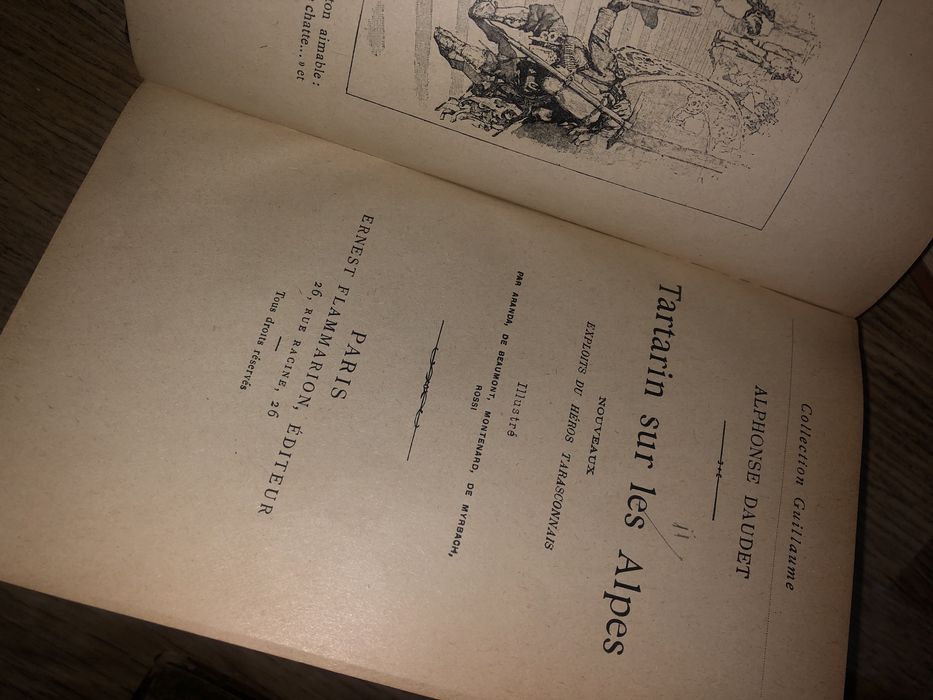 ton aimable :
chatte... » et
Collection Guillaume
ALPHONSE DAUDET
Tartarin sur les Alpes
NOUVEAUX
EXPLOITS DU HÉROS TARASCONNAIS
Illustré
PAR ARANDA, DE BEAUMONT, MONTENARD, DE MYRBACH,
ROSSI
PARIS
ERNEST FLAMMARION, ÉDITEUR
26, RUE RACINE, 26
Tous droits réservés